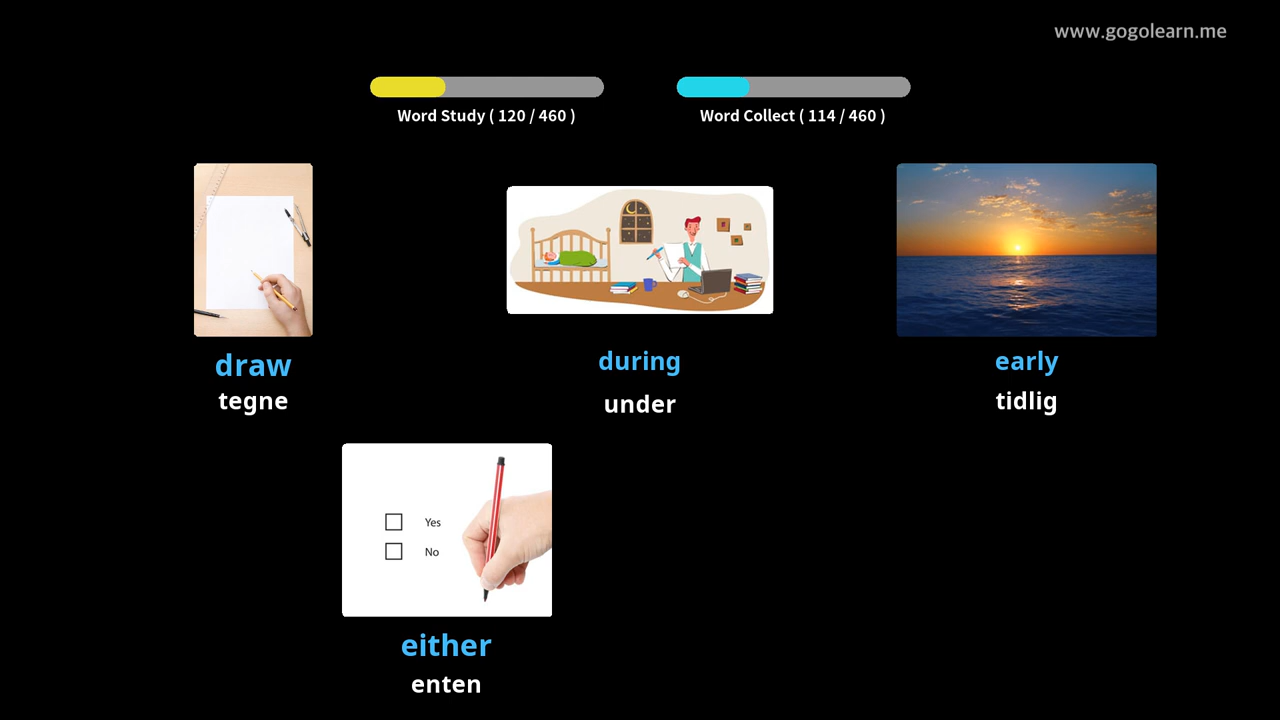 www.gogolearn.me
Word Study ( 120 / 460 )
Word Collect ( 114 / 460 )
draw
tegne
during
under
early
tidlig
Yes
No
either
enten